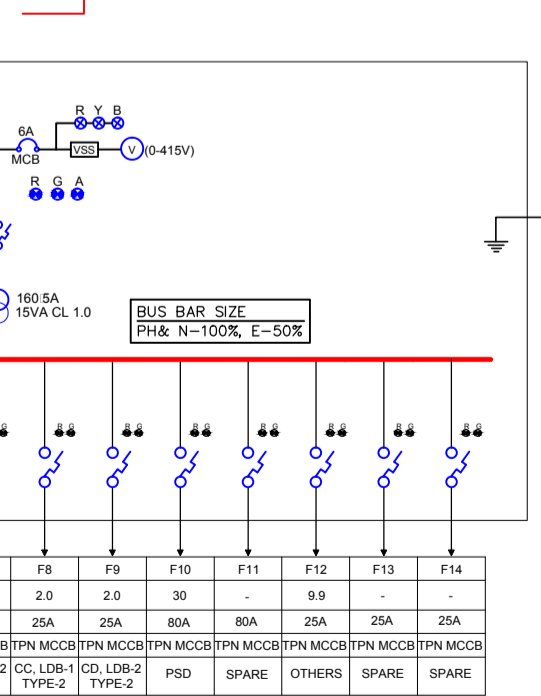 R Y B
6A
MCB
VSS
V
(0-415V)
R G A
160/5A
15VA CL 1.0
BUS BAR SIZE
PH& N-100%, E-50%
G R G R G R G R G R G R G R G
F8 F9 F10 F11 F12 F13 F14
2.0 2.0 30 - 9.9 - -
25A 25A 80A 80A 25A 25A 25A
B TPN MCCB TPN MCCB TPN MCCB TPN MCCB TPN MCCB TPN MCCB TPN MCCB
2 CC, LDB-1 CD, LDB-2 PSD SPARE OTHERS SPARE SPARE
TYPE-2 TYPE-2